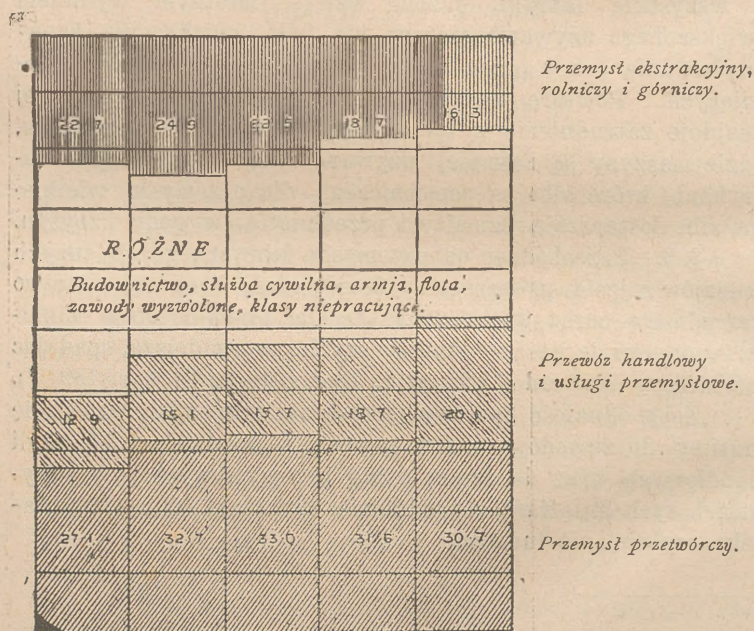 Przemysł ekstrakcyjny,
rolniczy i górniczy.
22·7 24·5 22·5 18·7 16·3
RÓŻNE
Budownictwo, służba cywilna, armja, flota,
zawody wyzwolone, klasy niepracujące.
Przewóz handlowy
i usługi przemysłowe.
12·9 15·1 15·7 18·7 20·1
27·1 32·7 33·0 31·6 30·7
Przemysł przetwórczy.